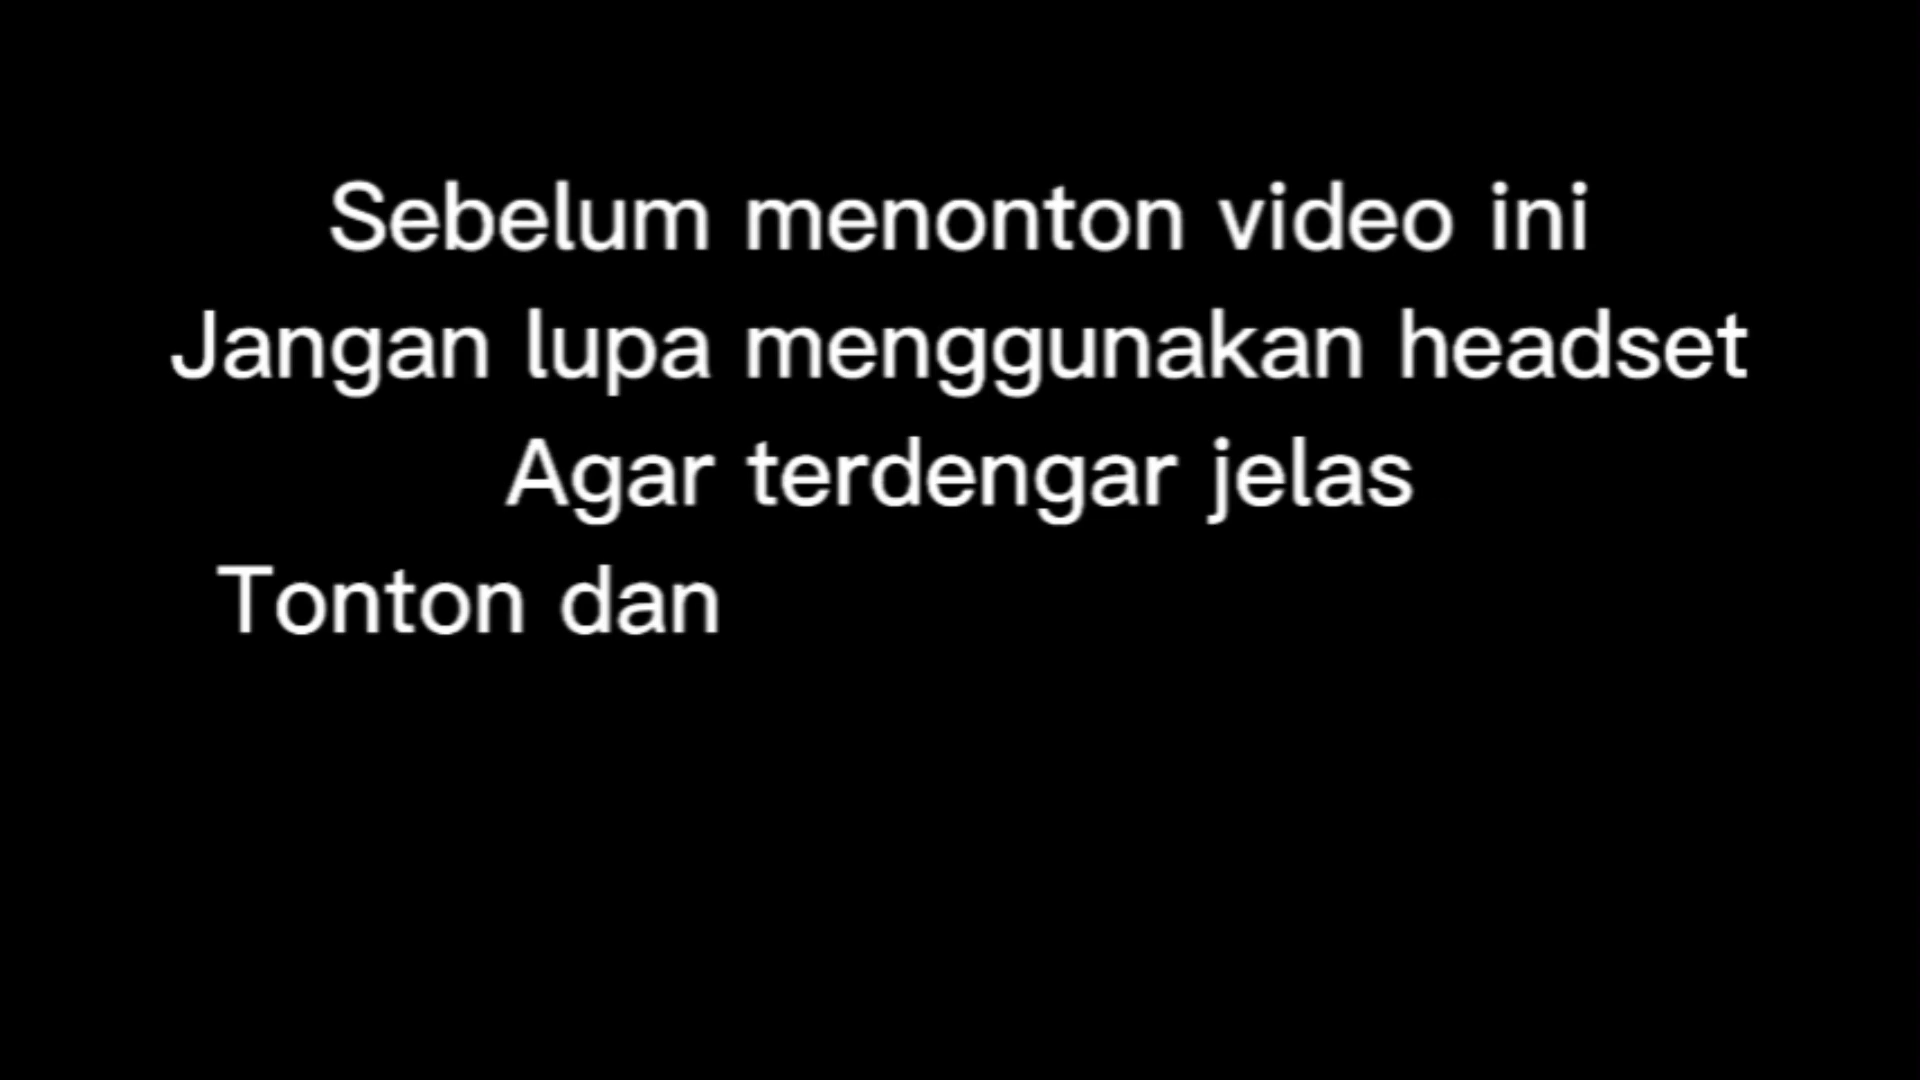 Sebelum menonton video ini
Jangan lupa menggunakan headset
Agar terdengar jelas
Tonton dan